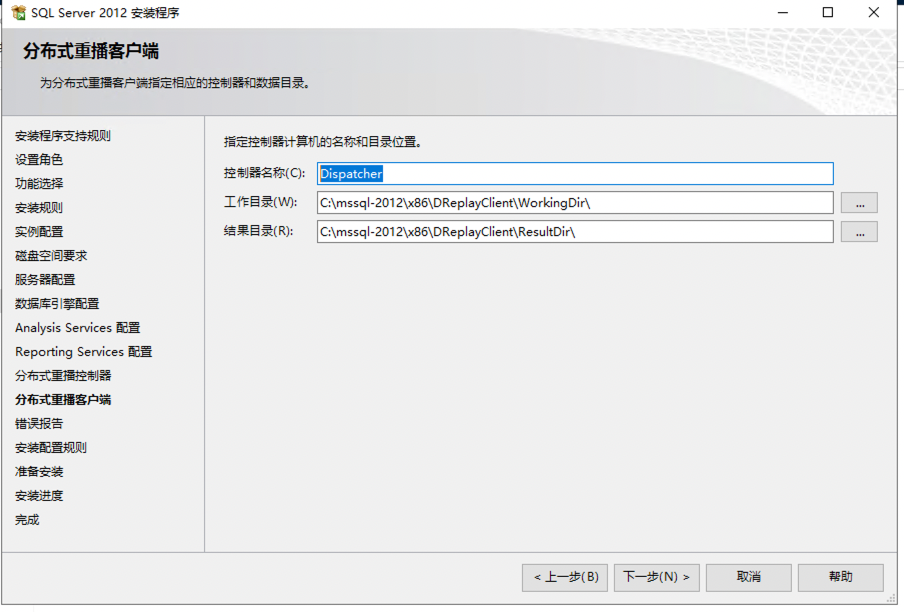 SQL Server 2012 安装程序
分布式重播客户端
为分布式重播客户端指定相应的控制器和数据目录。
安装程序支持规则
设置角色
功能选择
安装规则
实例配置
磁盘空间要求
服务器配置
数据库引擎配置
Analysis Services 配置
Reporting Services 配置
分布式重播控制器
分布式重播客户端
错误报告
安装配置规则
准备安装
安装进度
完成
指定控制器计算机的名称和目录位置。
控制器名称(C): Dispatcher
工作目录(W): C:\mssql-2012\x86\DReplayClient\WorkingDir\ ...
结果目录(R): C:\mssql-2012\x86\DReplayClient\ResultDir\ ...
< 上一步(B) 下一步(N) > 取消 帮助